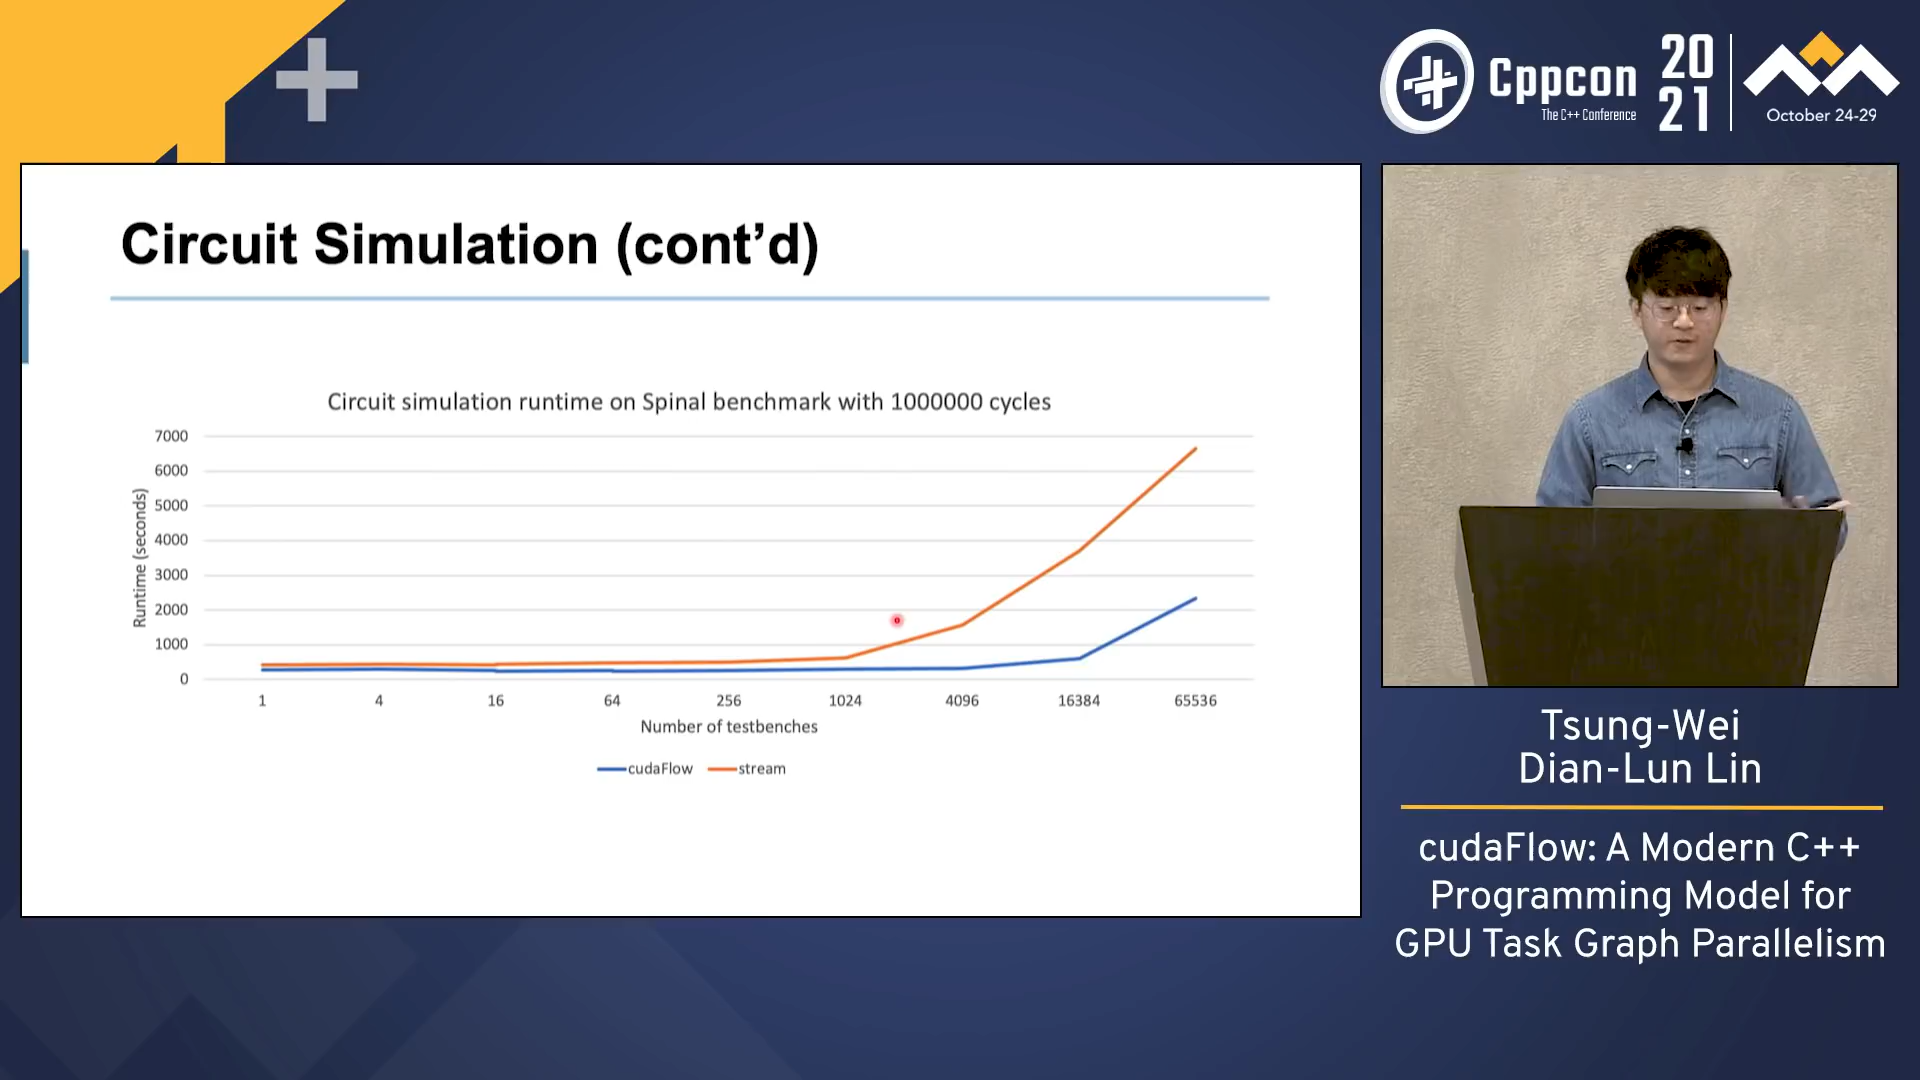 Cppcon
The C++ Conference
20
21
October 24-29
Circuit Simulation (cont’d)
Circuit simulation runtime on Spinal benchmark with 1000000 cycles
Runtime (seconds)
7000
6000
5000
4000
3000
2000
1000
0
1 4 16 64 256 1024 4096 16384 65536
Number of testbenches
cudaFlow stream
Tsung-Wei
Dian-Lun Lin
cudaFlow: A Modern C++
Programming Model for
GPU Task Graph Parallelism